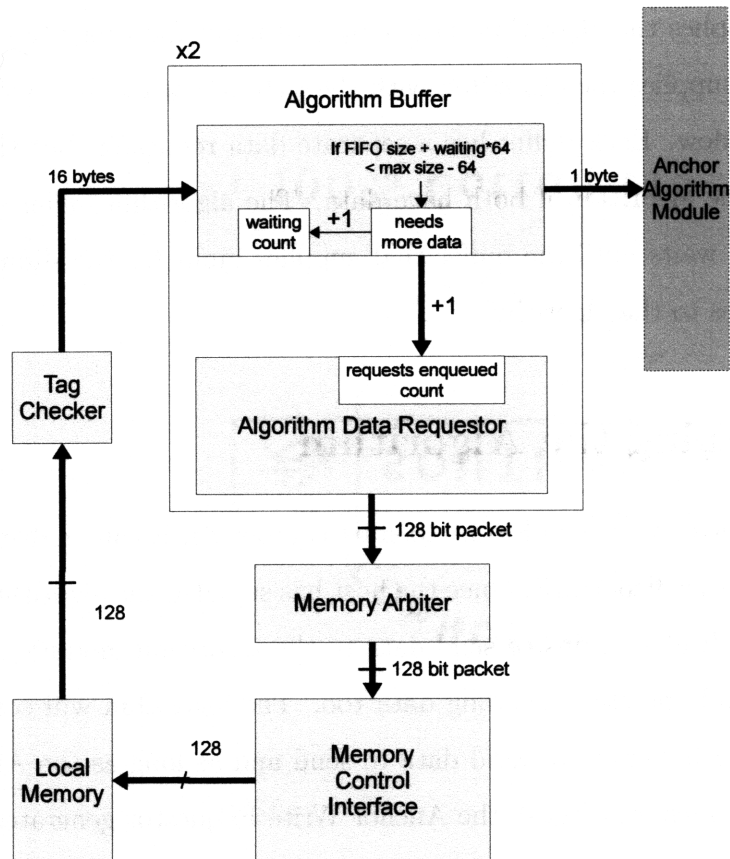 x2
Algorithm Buffer
If FIFO size + waiting*64
< max size - 64
16 bytes
1 byte
Anchor
Algorithm
Module
waiting
count
+1
needs
more data
+1
requests enqueued
count
Tag
Checker
Algorithm Data Requestor
128 bit packet
Memory Arbiter
128
128 bit packet
Local
Memory
128
Memory
Control
Interface